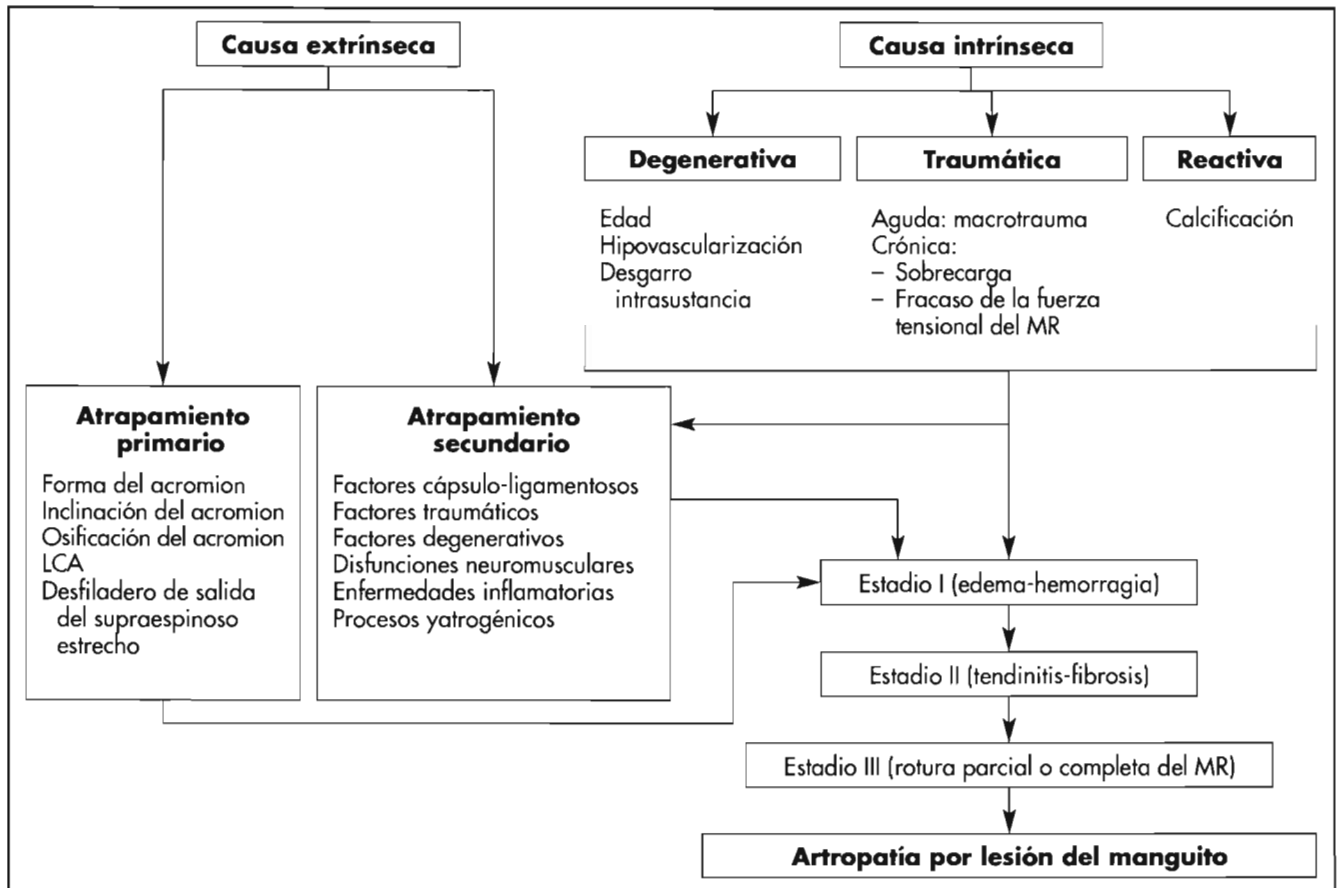 Causa extrínseca
Causa intrínseca
Degenerativa
Edad
Hipovascularización
Desgarro
intrasustancia
Traumática
Aguda: macrotrauma
Crónica:
– Sobrecarga
– Fracaso de la fuerza
tensional del MR
Reactiva
Calcificación
Atrapamiento
primario
Forma del acromion
Inclinación del acromion
Osificación del acromion
LCA
Desfiladero de salida
del supraespinoso
estrecho
Atrapamiento
secundario
Factores cápsulo-ligamentosos
Factores traumáticos
Factores degenerativos
Disfunciones neuromusculares
Enfermedades inflamatorias
Procesos yatrogénicos
Estadio I (edema-hemorragia)
Estadio II (tendinitis-fibrosis)
Estadio III (rotura parcial o completa del MR)
Artropatía por lesión del manguito